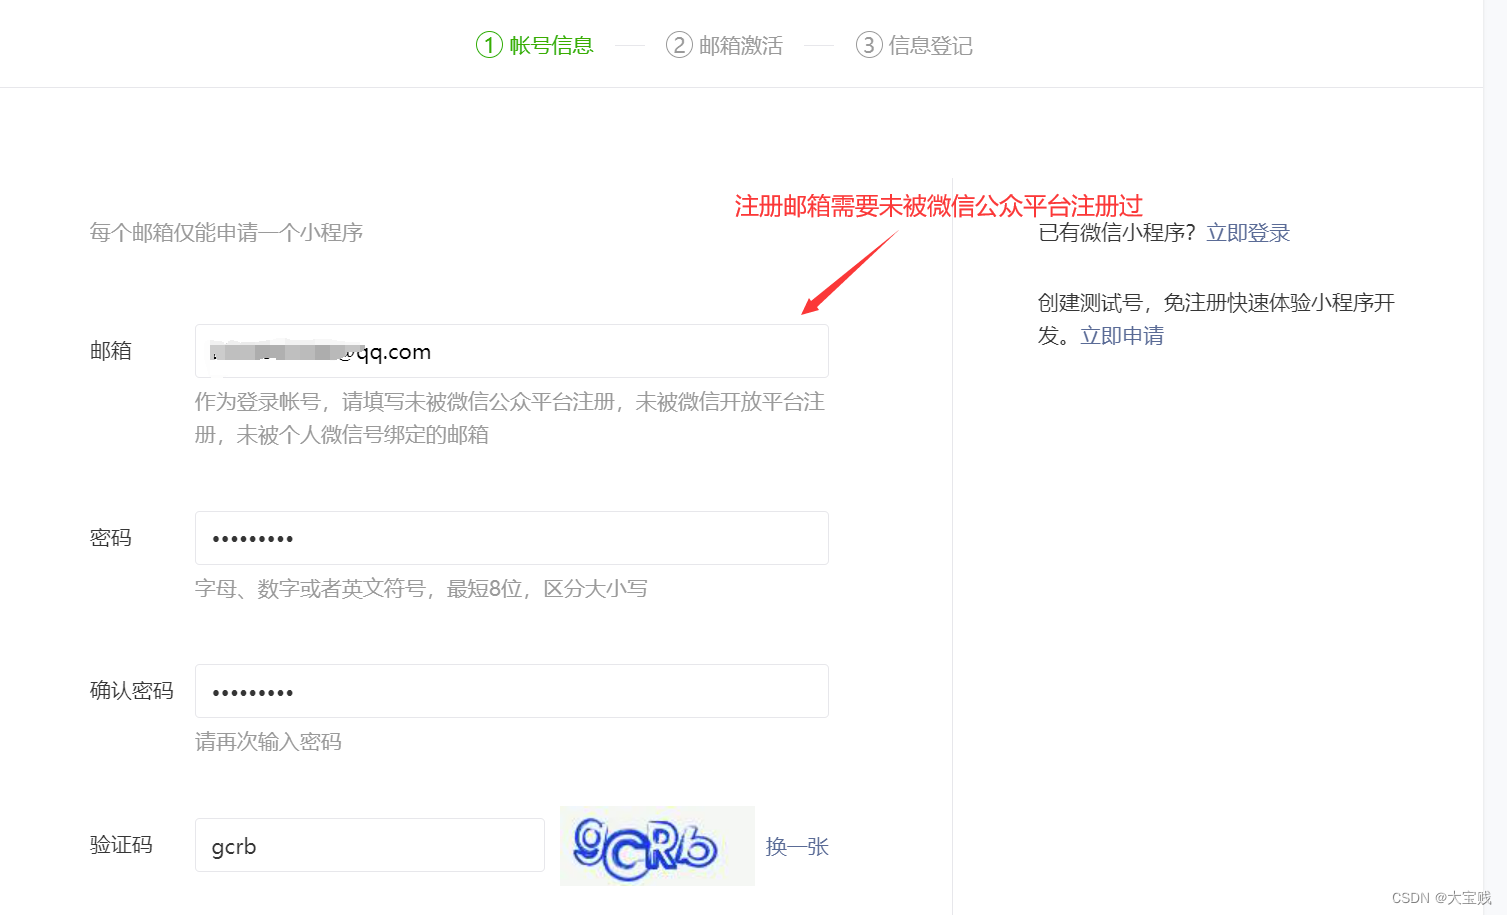 ① 帐号信息 ② 邮箱激活 ③ 信息登记
注册邮箱需要未被微信公众平台注册过
每个邮箱仅能申请一个小程序
已有微信小程序？立即登录
创建测试号，免注册快速体验小程序开
发。立即申请
邮箱
@qq.com
作为登录帐号，请填写未被微信公众平台注册，未被微信开放平台注
册，未被个人微信号绑定的邮箱
密码
•••••••••
字母、数字或者英文符号，最短8位，区分大小写
确认密码
•••••••••
请再次输入密码
验证码
gcrb
gCRb
换一张
CSDN @大宝贱